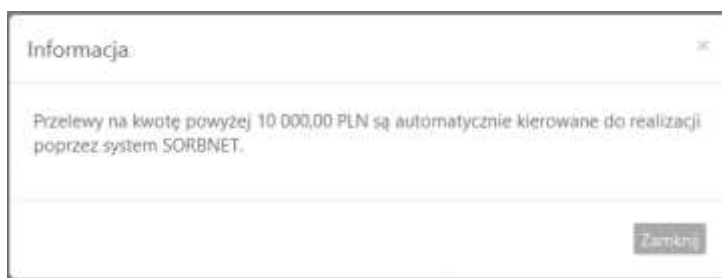 Informacja
×
Przelewy na kwotę powyżej 10 000,00 PLN są automatycznie kierowane do realizacji
poprzez system SORBNET.
Zamknij